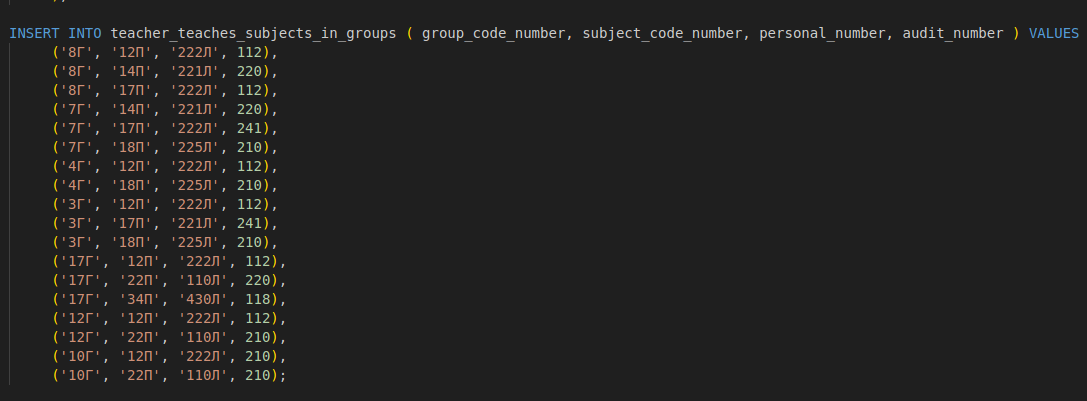 INSERT INTO teacher_teaches_subjects_in_groups ( group_code_number, subject_code_number, personal_number, audit_number ) VALUES
('8Г', '12П', '222Л', 112),
('8Г', '14П', '221Л', 220),
('8Г', '17П', '222Л', 112),
('7Г', '14П', '221Л', 220),
('7Г', '17П', '222Л', 241),
('7Г', '18П', '225Л', 210),
('4Г', '12П', '222Л', 112),
('4Г', '18П', '225Л', 210),
('3Г', '12П', '222Л', 112),
('3Г', '17П', '221Л', 241),
('3Г', '18П', '225Л', 210),
('17Г', '12П', '222Л', 112),
('17Г', '22П', '110Л', 220),
('17Г', '34П', '430Л', 118),
('12Г', '12П', '222Л', 112),
('12Г', '22П', '110Л', 210),
('10Г', '12П', '222Л', 210),
('10Г', '22П', '110Л', 210);